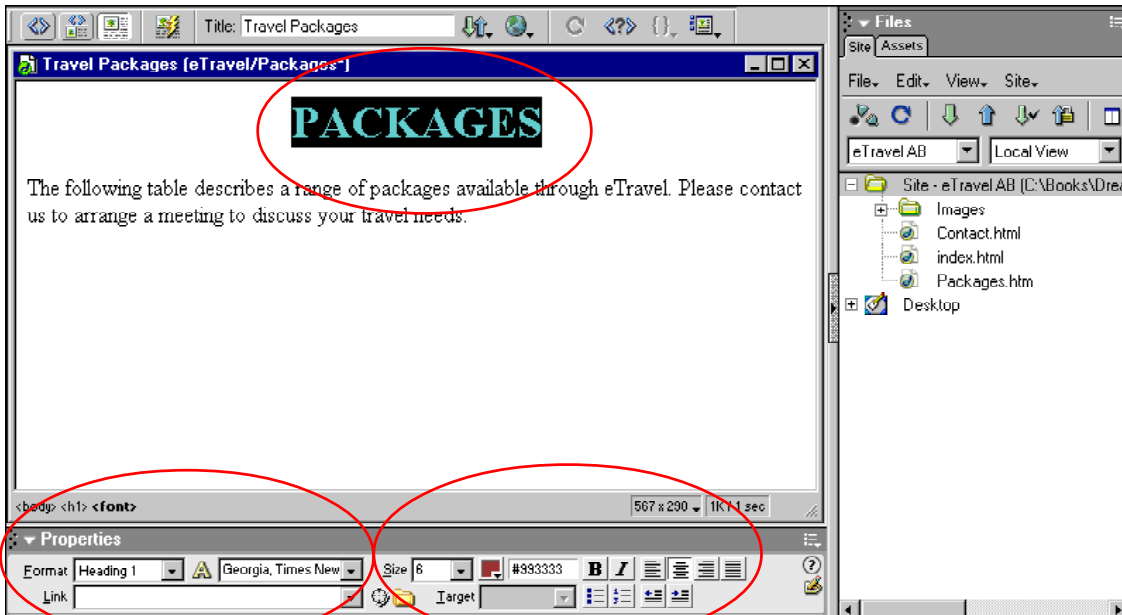 Title: Travel Packages
Travel Packages (eTravel/Packages*)
PACKAGES
The following table describes a range of packages available through eTravel. Please contact
us to arrange a meeting to discuss your travel needs.
<body> <h1> <font>
567 x 290 1K / 1 sec
Properties
Format Heading 1 Georgia, Times New Size 6 #993333 B I
Link Target
Files
Site Assets
File Edit View Site
eTravel AB Local View
Site - eTravel AB (C:\Books\Drea
Images
Contact.html
index.html
Packages.htm
Desktop